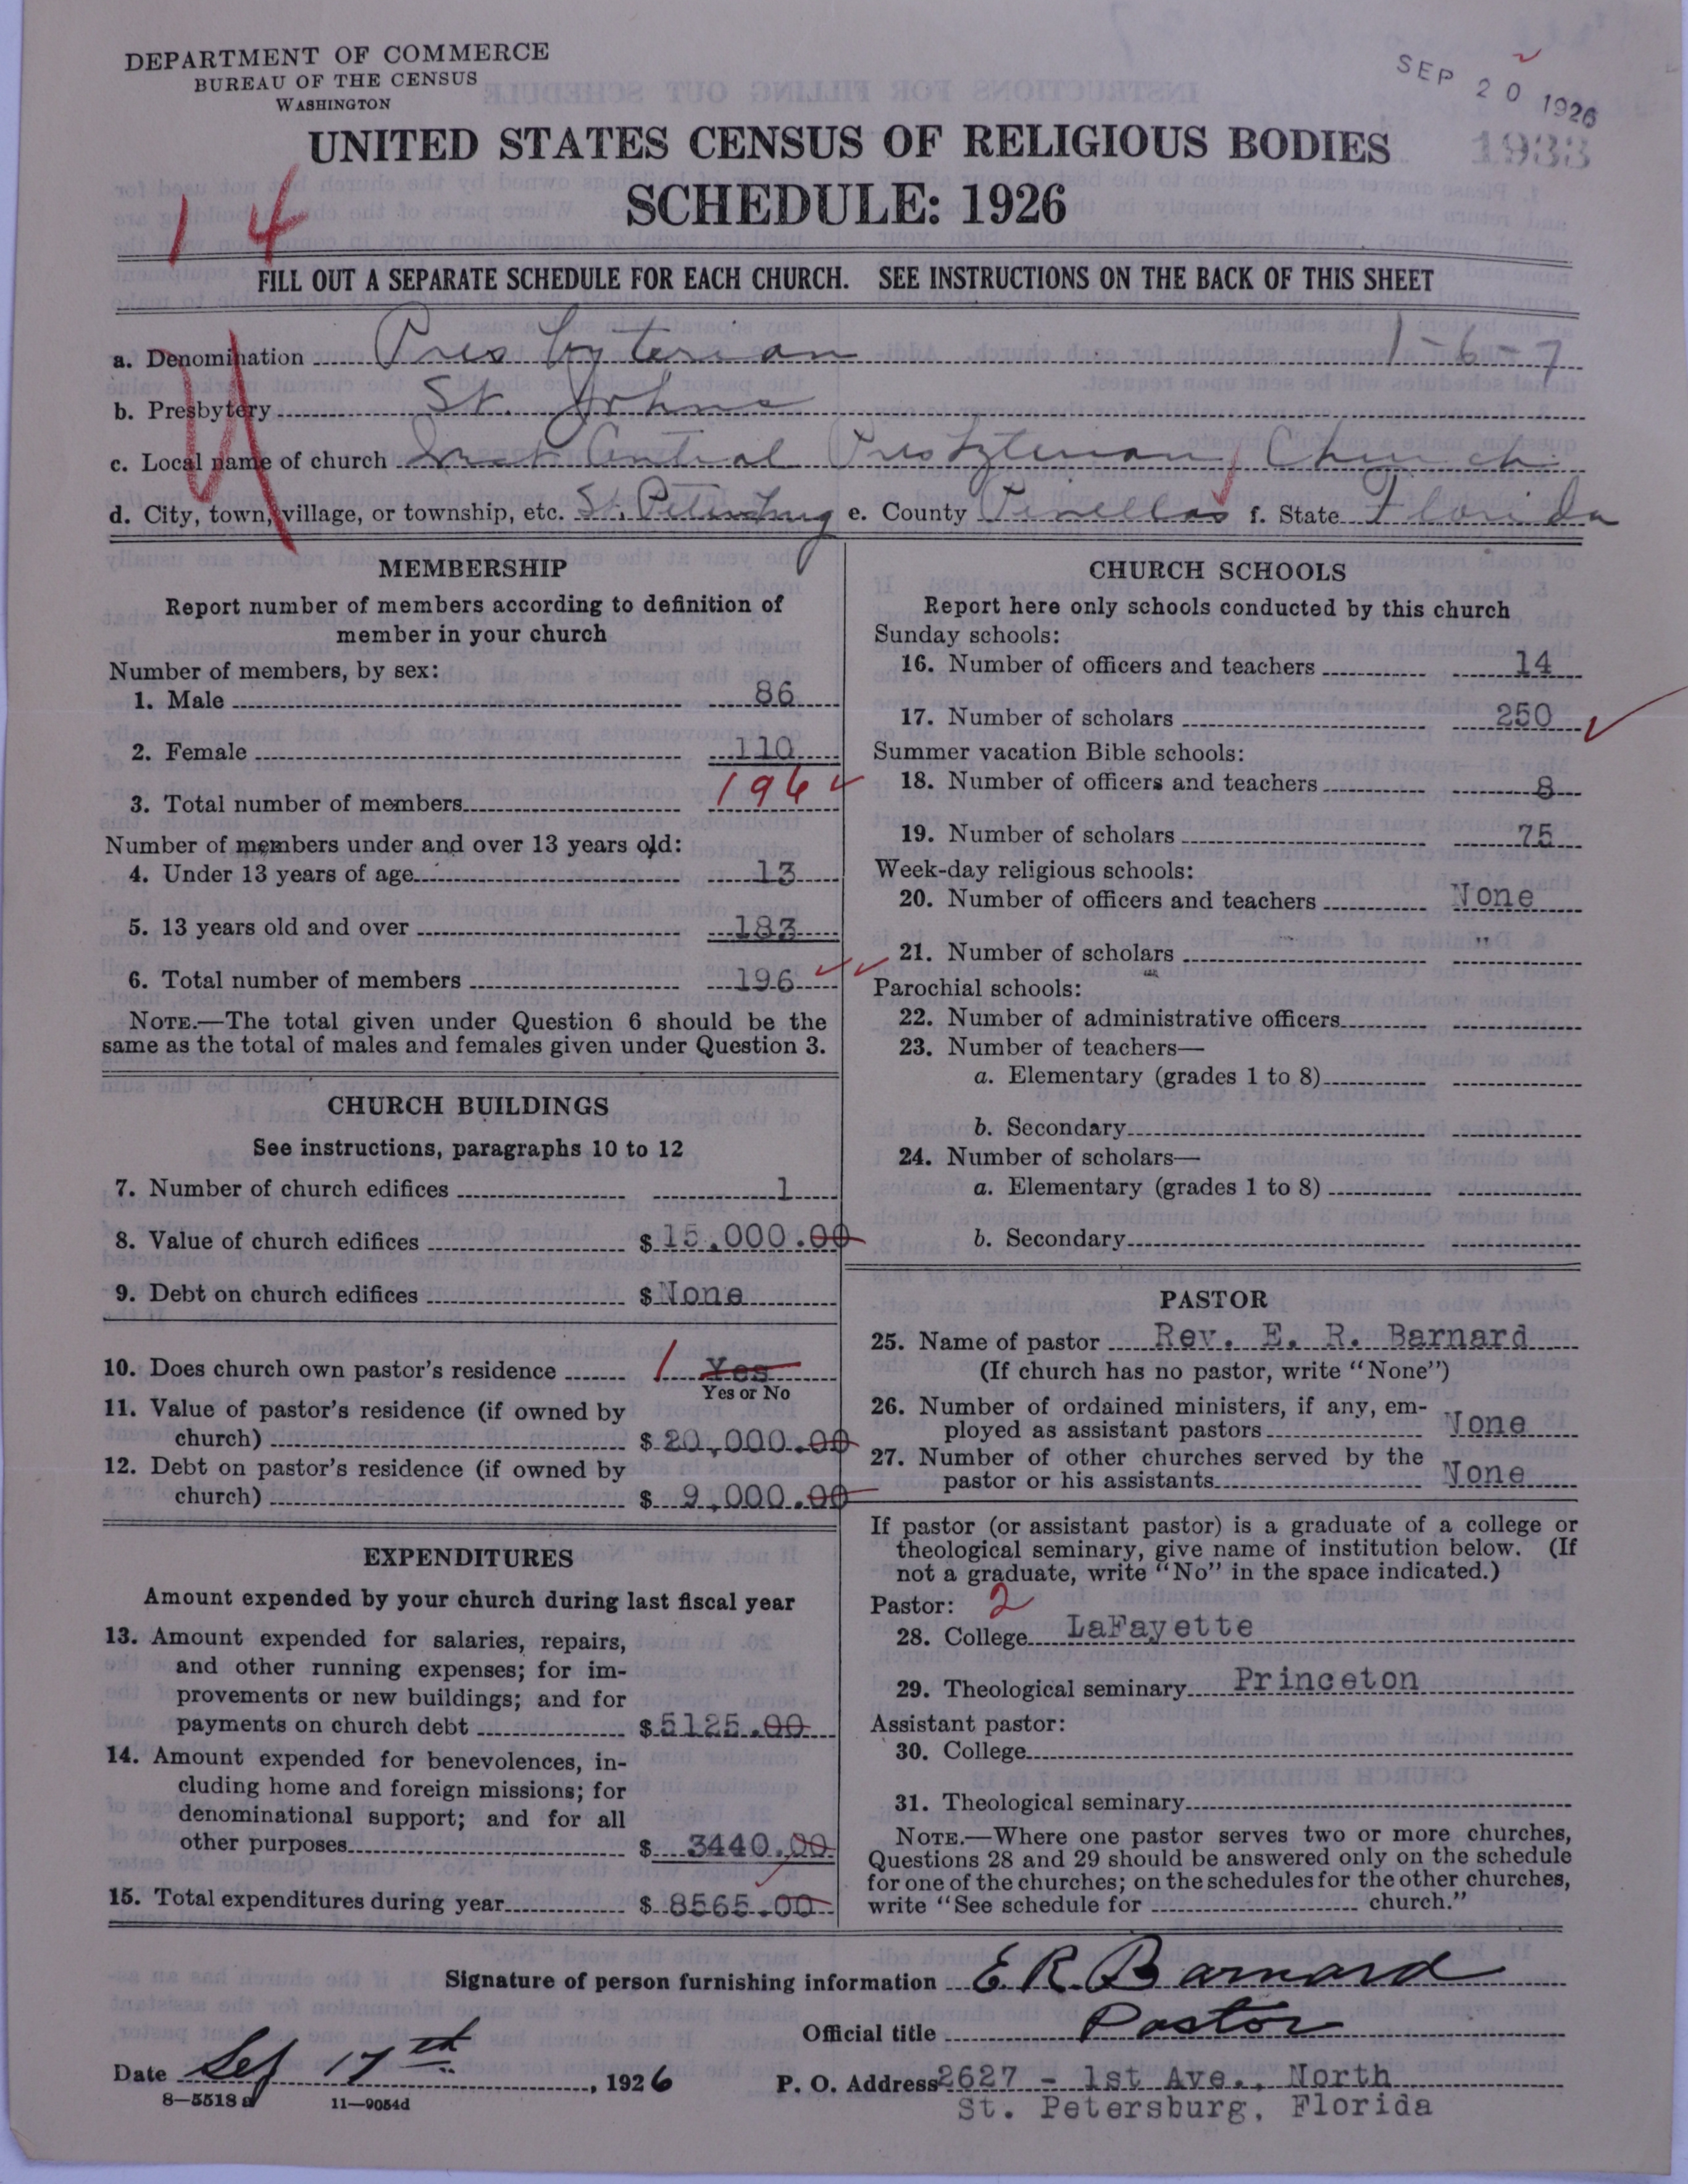 DEPARTMENT OF COMMERCE
BUREAU OF THE CENSUS
WASHINGTON
SEP 20 1926
1933
UNITED STATES CENSUS OF RELIGIOUS BODIES
SCHEDULE: 1926
14
FILL OUT A SEPARATE SCHEDULE FOR EACH CHURCH. SEE INSTRUCTIONS ON THE BACK OF THIS SHEET
a. Denomination Presbyterian 1-6-7
b. Presbytery St. Johns
c. Local name of church Central Presbyterian Church
d. City, town, village, or township, etc. St. Petersburg e. County Pinellas f. State Florida
MEMBERSHIP
Report number of members according to definition of
member in your church
Number of members, by sex:
1. Male 86
2. Female 110
3. Total number of members 196
Number of members under and over 13 years old:
4. Under 13 years of age 13
5. 13 years old and over 183
6. Total number of members 196
NOTE.—The total given under Question 6 should be the
same as the total of males and females given under Question 3.
CHURCH BUILDINGS
See instructions, paragraphs 10 to 12
7. Number of church edifices 1
8. Value of church edifices $ 15.000.00
9. Debt on church edifices $ None
10. Does church own pastor's residence 1 Yes
Yes or No
11. Value of pastor's residence (if owned by
church) $ 20,000.00
12. Debt on pastor's residence (if owned by
church) $ 9,000.00
EXPENDITURES
Amount expended by your church during last fiscal year
13. Amount expended for salaries, repairs,
and other running expenses; for im-
provements or new buildings; and for
payments on church debt $ 5125.00
14. Amount expended for benevolences, in-
cluding home and foreign missions; for
denominational support; and for all
other purposes $ 3440.00
15. Total expenditures during year $ 8565.00
CHURCH SCHOOLS
Report here only schools conducted by this church
Sunday schools:
16. Number of officers and teachers 14
17. Number of scholars 250
Summer vacation Bible schools:
18. Number of officers and teachers 8
19. Number of scholars 75
Week-day religious schools:
20. Number of officers and teachers None
21. Number of scholars "
Parochial schools:
22. Number of administrative officers
23. Number of teachers—
a. Elementary (grades 1 to 8)
b. Secondary
24. Number of scholars—
a. Elementary (grades 1 to 8)
b. Secondary
PASTOR
25. Name of pastor Rev. E. R. Barnard
(If church has no pastor, write "None")
26. Number of ordained ministers, if any, em-
ployed as assistant pastors None
27. Number of other churches served by the
pastor or his assistants None
If pastor (or assistant pastor) is a graduate of a college or
theological seminary, give name of institution below. (If
not a graduate, write "No" in the space indicated.)
Pastor: 2
28. College LaFayette
29. Theological seminary Princeton
Assistant pastor:
30. College
31. Theological seminary
NOTE.—Where one pastor serves two or more churches,
Questions 28 and 29 should be answered only on the schedule
for one of the churches; on the schedules for the other churches,
write "See schedule for church."
Signature of person furnishing information E R. Barnard
Official title Pastor
Date Sep 17th, 1926
P. O. Address 2627 - 1st Ave., North
St. Petersburg, Florida
8—5518 a 11—9054d